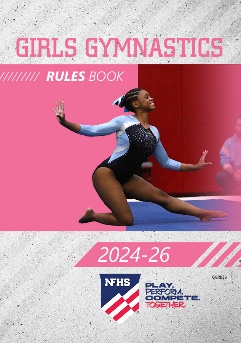 GIRLS GYMNASTICS
RULES BOOK
2024-26
NFHS
PLAY.
PERFORM.
COMPETE.
TOGETHER.